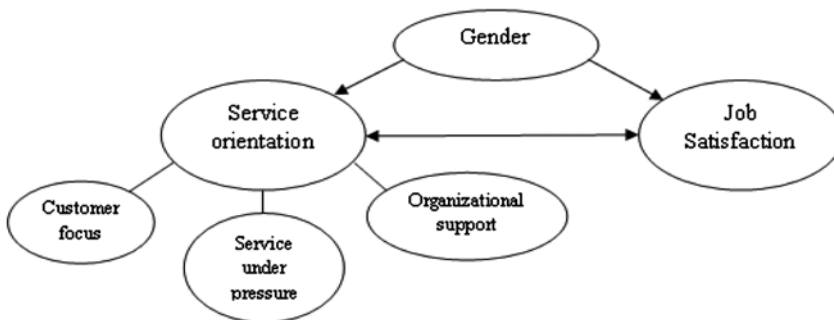 Gender
Service
orientation
Job
Satisfaction
Customer
focus
Service
under
pressure
Organizational
support